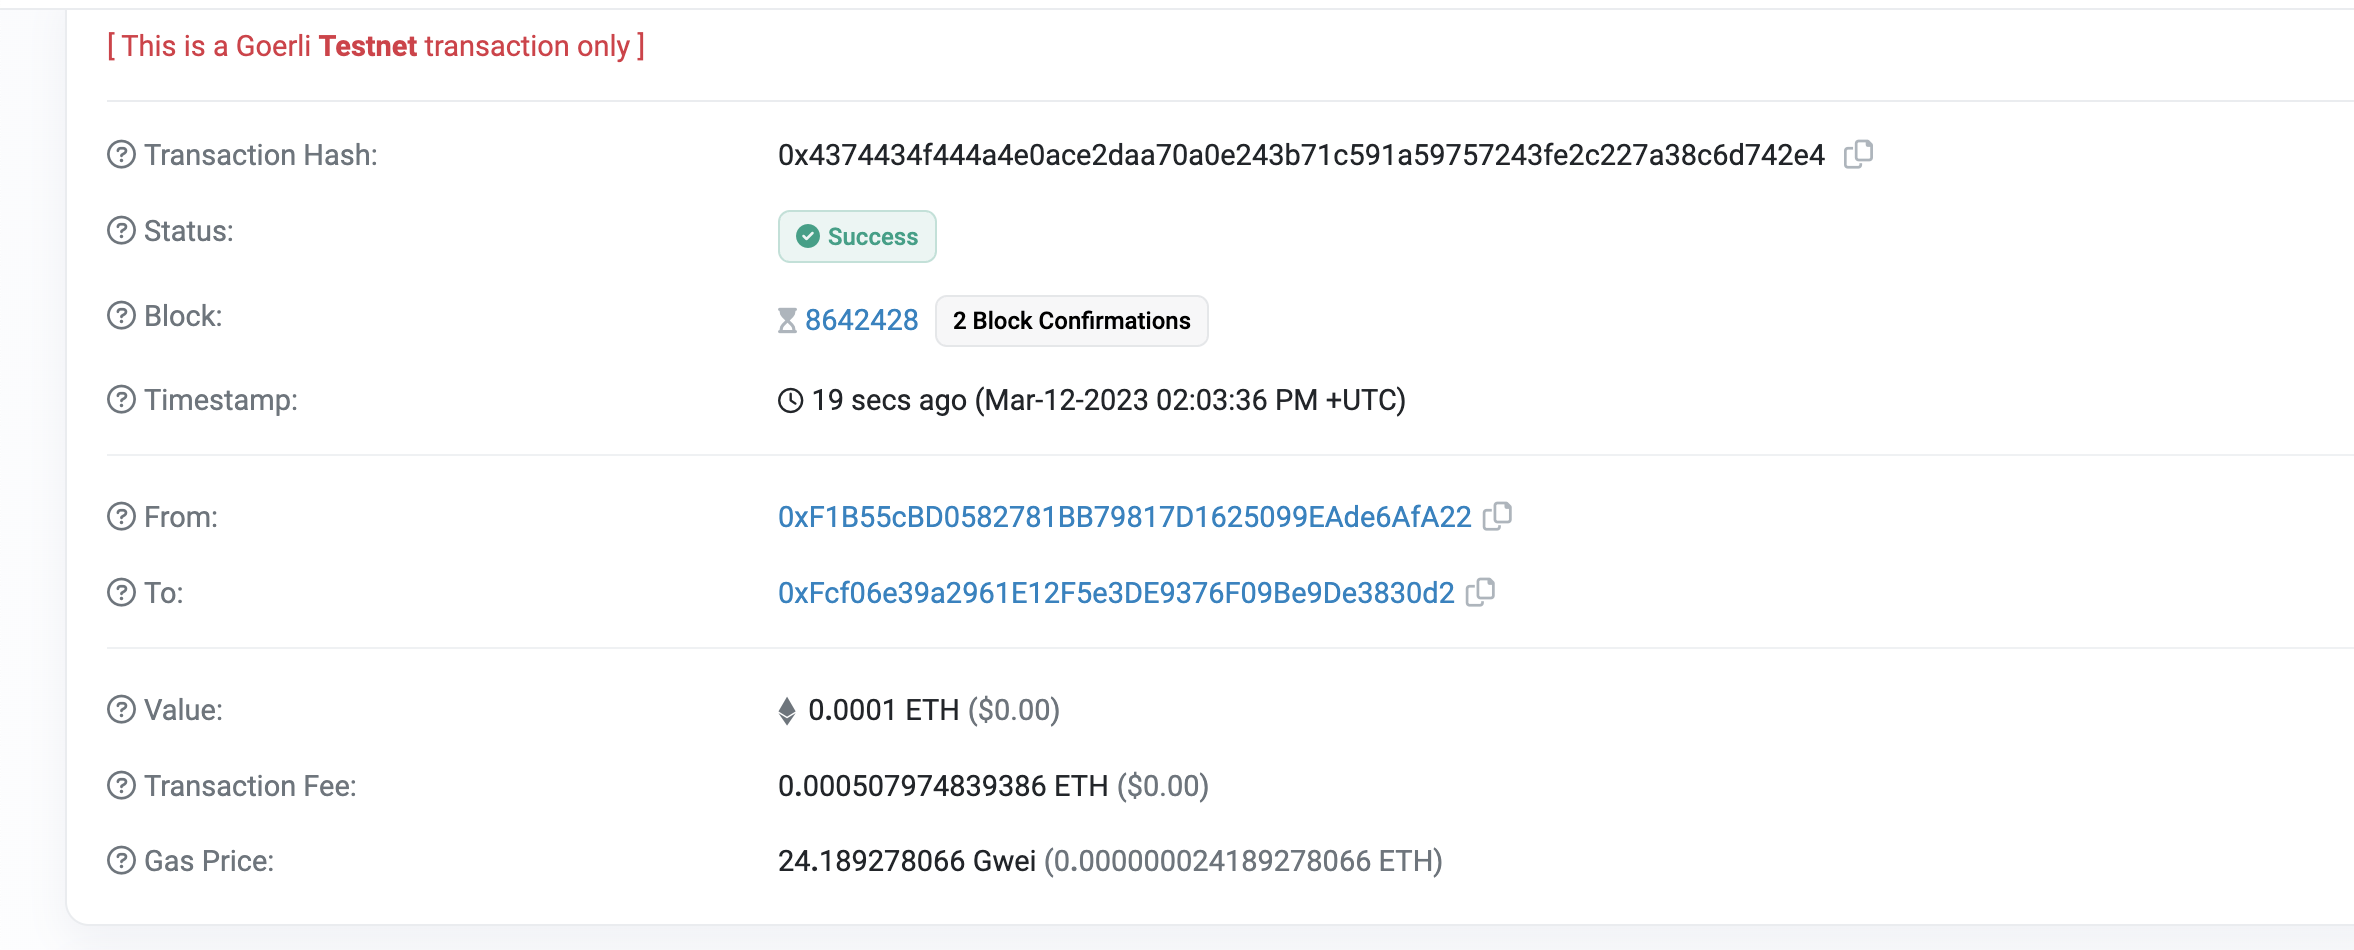 [ This is a Goerli Testnet transaction only ]
Transaction Hash: 0x4374434f444a4e0ace2daa70a0e243b71c591a59757243fe2c227a38c6d742e4
Status: Success
Block: 8642428 2 Block Confirmations
Timestamp: 19 secs ago (Mar-12-2023 02:03:36 PM +UTC)
From: 0xF1B55cBD0582781BB79817D1625099EAde6AfA22
To: 0xFcf06e39a2961E12F5e3DE9376F09Be9De3830d2
Value: 0.0001 ETH ($0.00)
Transaction Fee: 0.000507974839386 ETH ($0.00)
Gas Price: 24.189278066 Gwei (0.000000024189278066 ETH)